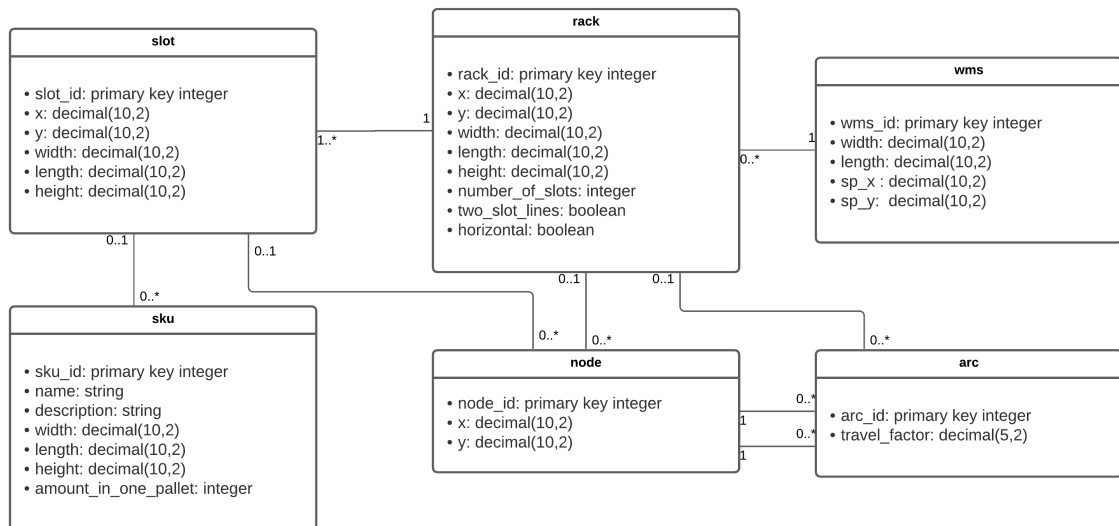 slot
• slot_id: primary key integer
• x: decimal(10,2)
• y: decimal(10,2)
• width: decimal(10,2)
• length: decimal(10,2)
• height: decimal(10,2)
1..*
1
rack
• rack_id: primary key integer
• x: decimal(10,2)
• y: decimal(10,2)
• width: decimal(10,2)
• length: decimal(10,2)
• height: decimal(10,2)
• number_of_slots: integer
• two_slot_lines: boolean
• horizontal: boolean
0..*
1
wms
• wms_id: primary key integer
• width: decimal(10,2)
• length: decimal(10,2)
• sp_x : decimal(10,2)
• sp_y: decimal(10,2)
0..1
0..1
0..1
0..1
0..*
0..*
0..*
0..*
sku
• sku_id: primary key integer
• name: string
• description: string
• width: decimal(10,2)
• length: decimal(10,2)
• height: decimal(10,2)
• amount_in_one_pallet: integer
node
• node_id: primary key integer
• x: decimal(10,2)
• y: decimal(10,2)
0..*
1
0..*
1
arc
• arc_id: primary key integer
• travel_factor: decimal(5,2)